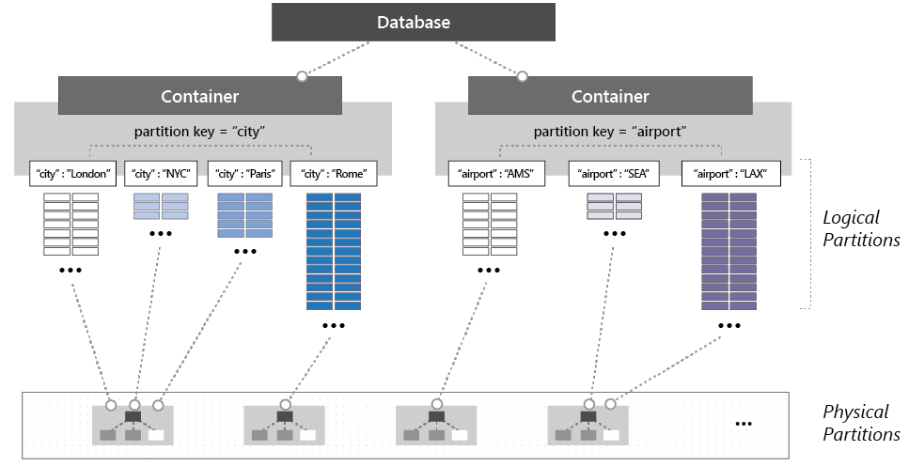 Database
Container
Container
partition key = “city”
partition key = “airport”
“city” : “London”
“city” : “NYC”
“city” : “Paris”
“city” : “Rome”
“airport” : “AMS”
“airport” : “SEA”
“airport” : “LAX”
Logical
Partitions
Physical
Partitions